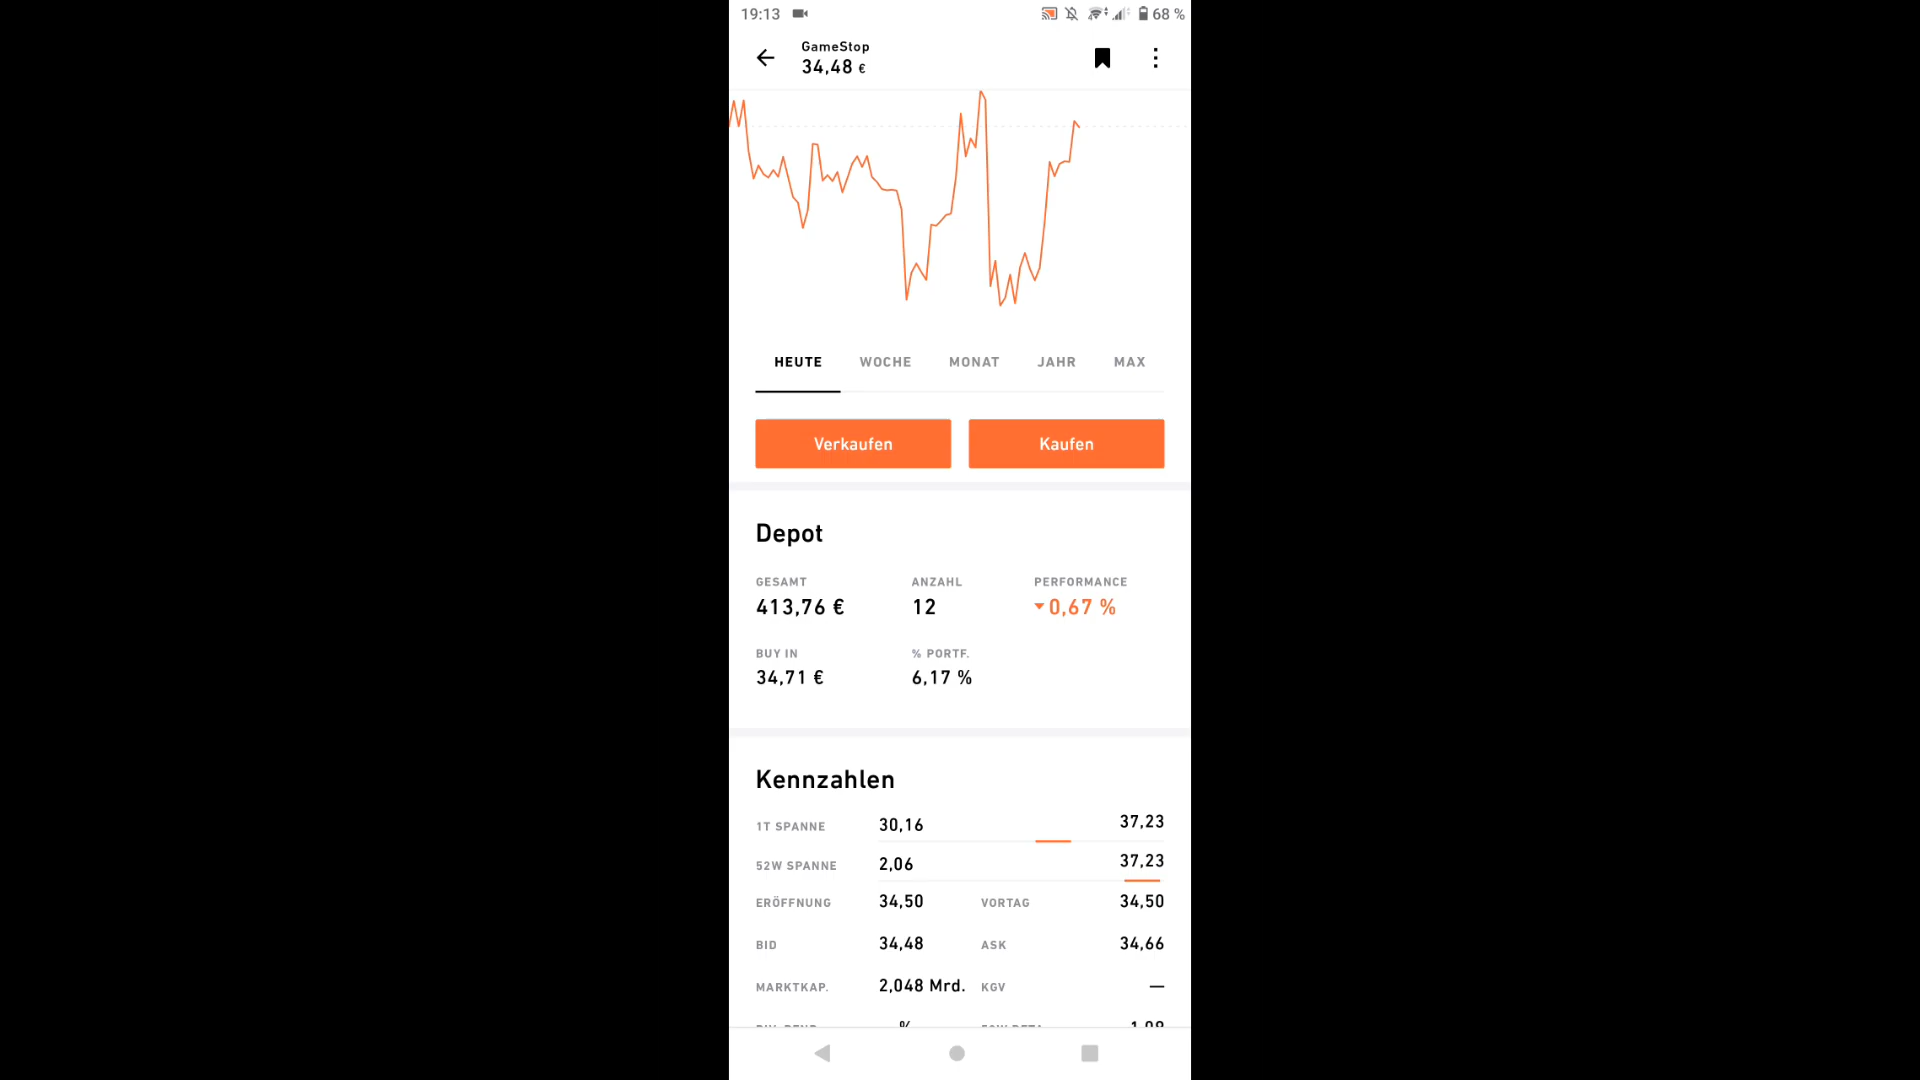 19:13 68 %
GameStop
34,48 €
HEUTE WOCHE MONAT JAHR MAX
Verkaufen Kaufen
Depot
GESAMT ANZAHL PERFORMANCE
413,76 € 12 0,67 %
BUY IN % PORTF.
34,71 € 6,17 %
Kennzahlen
1T SPANNE 30,16 37,23
52W SPANNE 2,06 37,23
ERÖFFNUNG 34,50 VORTAG 34,50
BID 34,48 ASK 34,66
MARKTKAP. 2,048 Mrd. KGV —
%